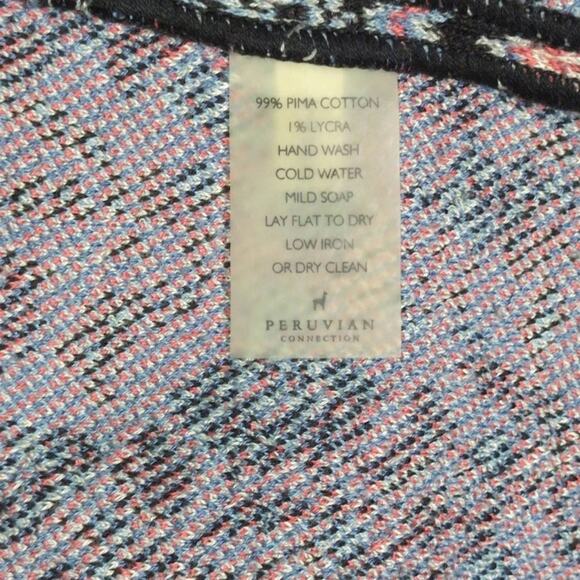 99% PIMA COTTON
1% LYCRA
HAND WASH
COLD WATER
MILD SOAP
LAY FLAT TO DRY
LOW IRON
OR DRY CLEAN
PERUVIAN
CONNECTION